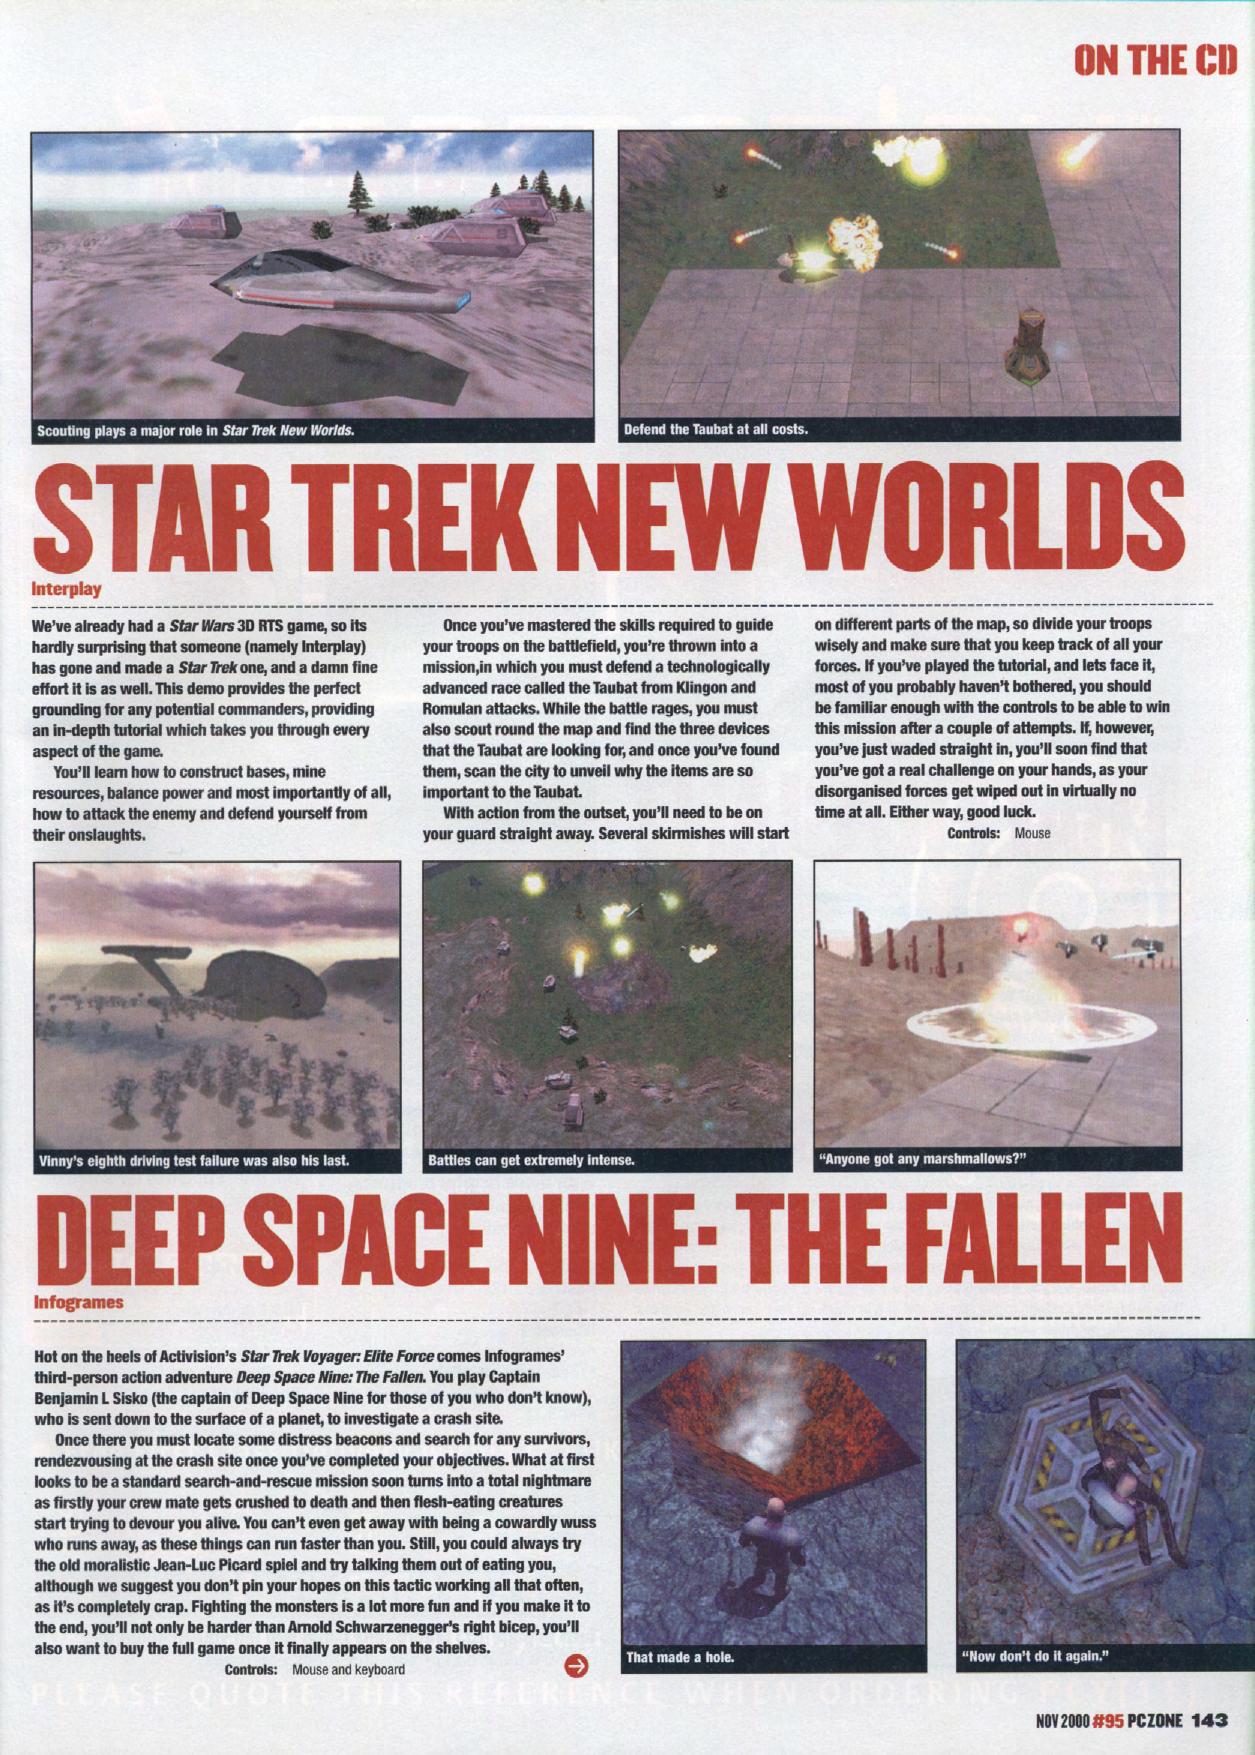 ON THE CD
Scouting plays a major role in Star Trek New Worlds.
Defend the Taubat at all costs.
STAR TREK NEW WORLDS
Interplay
We've already had a Star Wars 3D RTS game, so its
hardly surprising that someone (namely Interplay)
has gone and made a Star Trek one, and a damn fine
effort it is as well. This demo provides the perfect
grounding for any potential commanders, providing
an in-depth tutorial which takes you through every
aspect of the game.
You'll learn how to construct bases, mine
resources, balance power and most importantly of all,
how to attack the enemy and defend yourself from
their onslaughts.
Once you've mastered the skills required to guide
your troops on the battlefield, you're thrown into a
mission,in which you must defend a technologically
advanced race called the Taubat from Klingon and
Romulan attacks. While the battle rages, you must
also scout round the map and find the three devices
that the Taubat are looking for, and once you've found
them, scan the city to unveil why the items are so
important to the Taubat.
With action from the outset, you'll need to be on
your guard straight away. Several skirmishes will start
on different parts of the map, so divide your troops
wisely and make sure that you keep track of all your
forces. If you've played the tutorial, and lets face it,
most of you probably haven't bothered, you should
be familiar enough with the controls to be able to win
this mission after a couple of attempts. If, however,
you've just waded straight in, you'll soon find that
you've got a real challenge on your hands, as your
disorganised forces get wiped out in virtually no
time at all. Either way, good luck.
Controls: Mouse
Vinny's eighth driving test failure was also his last.
Battles can get extremely intense.
"Anyone got any marshmallows?"
DEEP SPACE NINE: THE FALLEN
Infogrames
Hot on the heels of Activision's Star Trek Voyager: Elite Force comes Infogrames'
third-person action adventure Deep Space Nine: The Fallen. You play Captain
Benjamin L Sisko (the captain of Deep Space Nine for those of you who don't know),
who is sent down to the surface of a planet, to investigate a crash site.
Once there you must locate some distress beacons and search for any survivors,
rendezvousing at the crash site once you've completed your objectives. What at first
looks to be a standard search-and-rescue mission soon turns into a total nightmare
as firstly your crew mate gets crushed to death and then flesh-eating creatures
start trying to devour you alive. You can't even get away with being a cowardly wuss
who runs away, as these things can run faster than you. Still, you could always try
the old moralistic Jean-Luc Picard spiel and try talking them out of eating you,
although we suggest you don't pin your hopes on this tactic working all that often,
as it's completely crap. Fighting the monsters is a lot more fun and if you make it to
the end, you'll not only be harder than Arnold Schwarzenegger's right bicep, you'll
also want to buy the full game once it finally appears on the shelves.
Controls: Mouse and keyboard
That made a hole.
"Now don't do it again."
PLEASE QUOTE THIS REFERENCE WHEN ORDERING
NOV 2000 #95 PCZONE 143